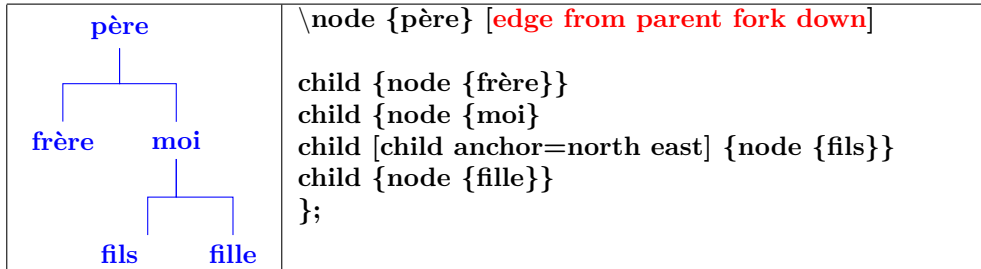 père
frère moi
fils fille
\node {père} [edge from parent fork down]
child {node {frère}}
child {node {moi}
child [child anchor=north east] {node {fils}}
child {node {fille}}
};